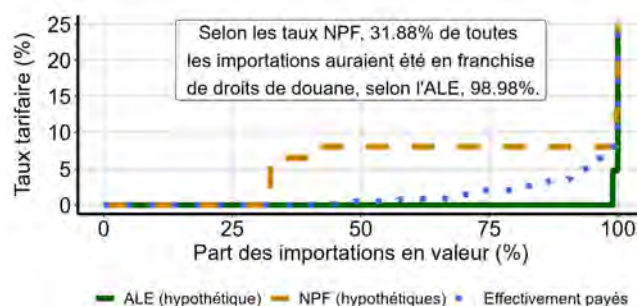 Taux tarifaire (%)
25
20
15
10
5
0
Selon les taux NPF, 31.88% de toutes
les importations auraient été en franchise
de droits de douane, selon l'ALE, 98.98%.
0 25 50 75 100
Part des importations en valeur (%)
ALE (hypothétique) NPF (hypothétiques) Effectivement payés